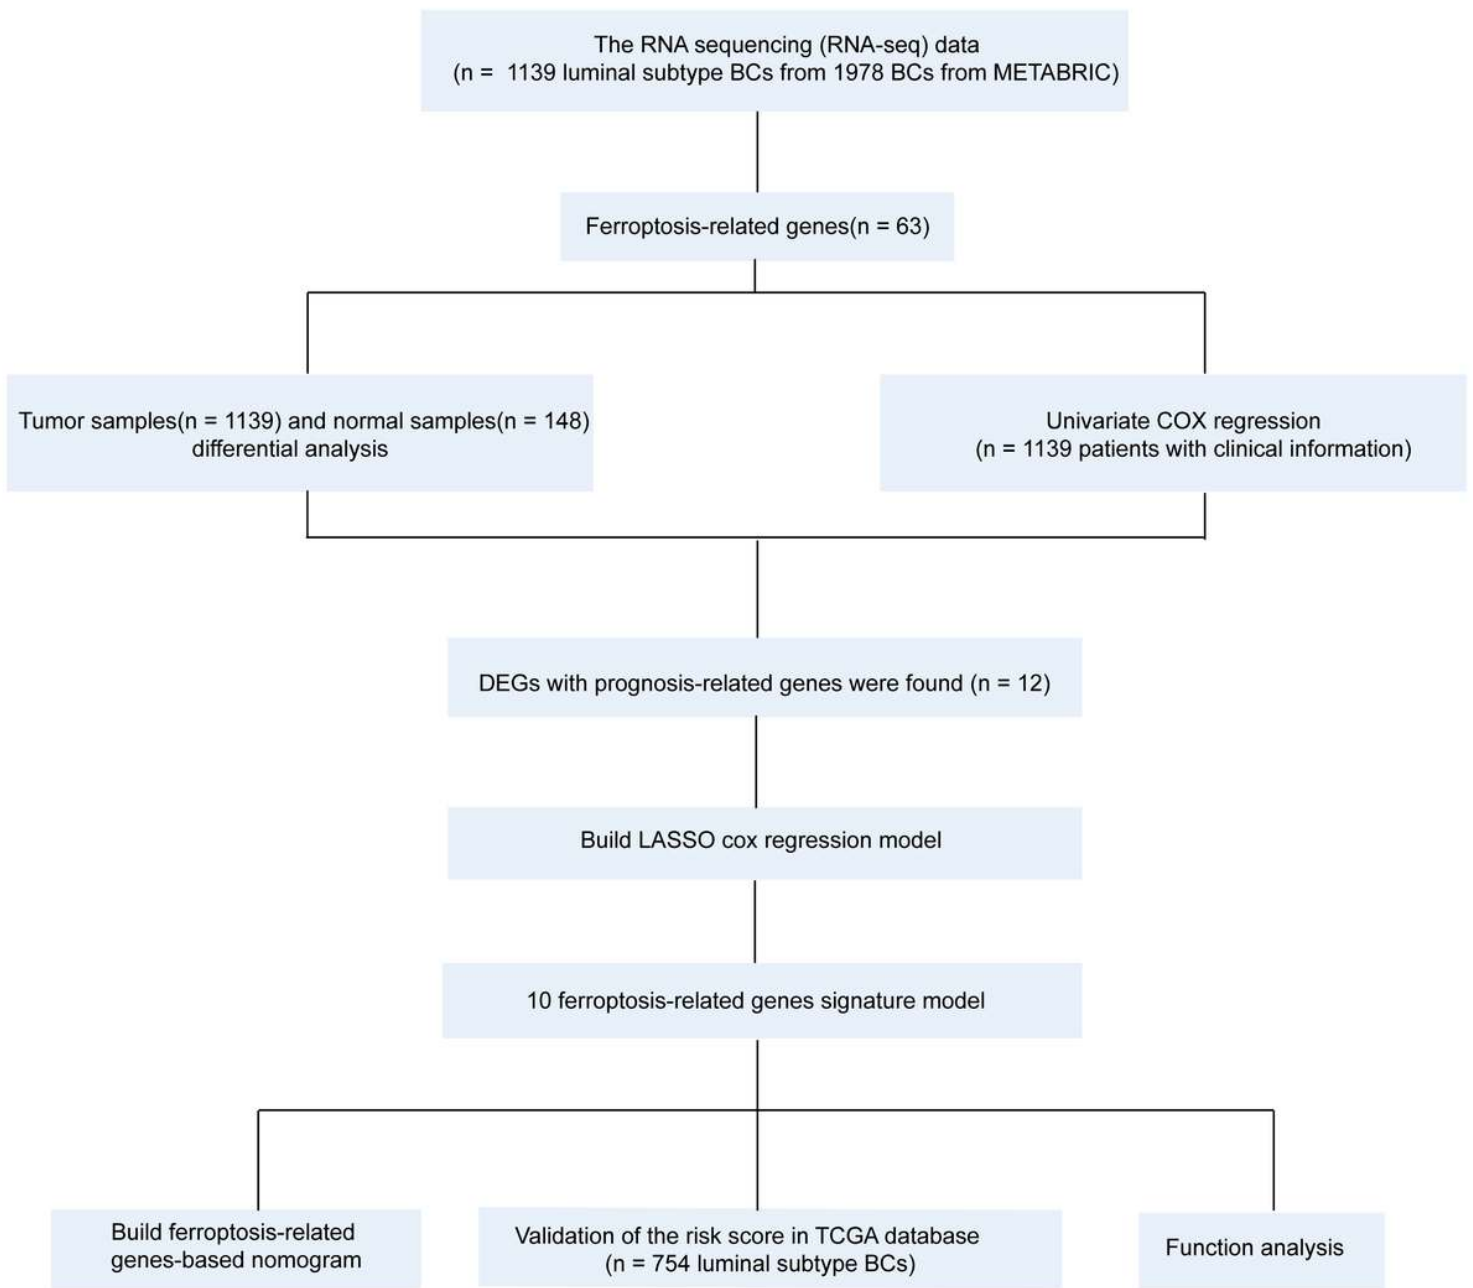 The RNA sequencing (RNA-seq) data
(n = 1139 luminal subtype BCs from 1978 BCs from METABRIC)
Ferroptosis-related genes(n = 63)
Tumor samples(n = 1139) and normal samples(n = 148)
differential analysis
Univariate COX regression
(n = 1139 patients with clinical information)
DEGs with prognosis-related genes were found (n = 12)
Build LASSO cox regression model
10 ferroptosis-related genes signature model
Build ferroptosis-related
genes-based nomogram
Validation of the risk score in TCGA database
(n = 754 luminal subtype BCs)
Function analysis